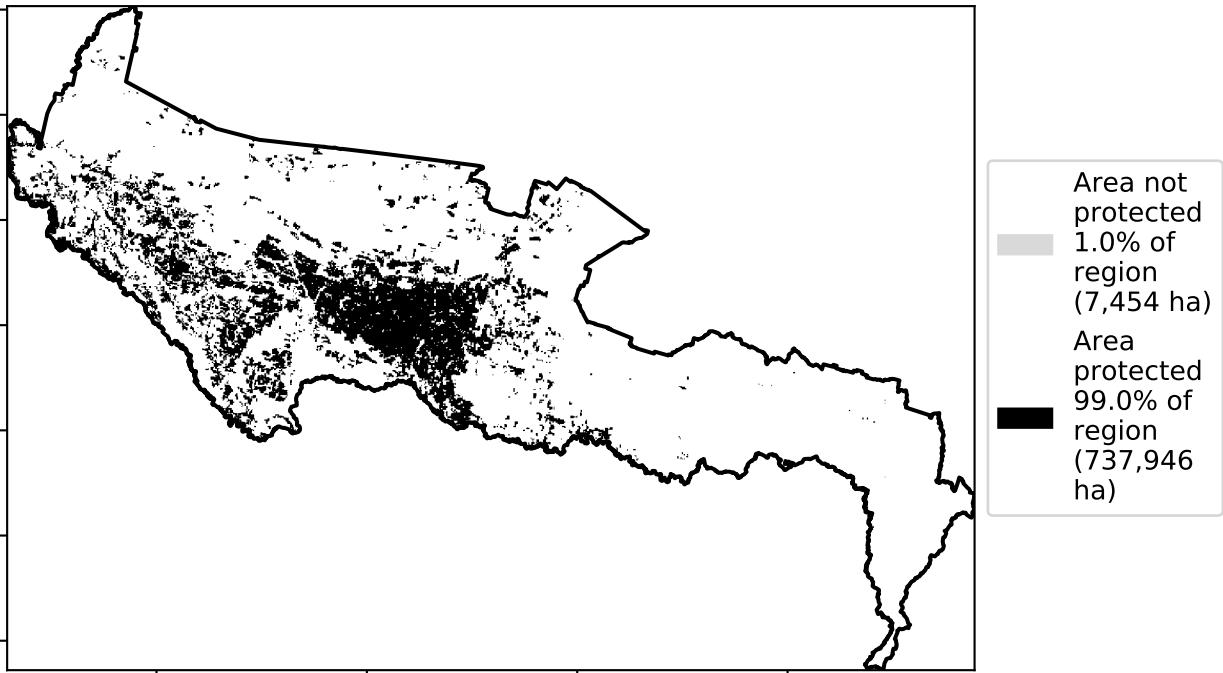 Area not
protected
1.0% of
region
(7,454 ha)
Area
protected
99.0% of
region
(737,946
ha)